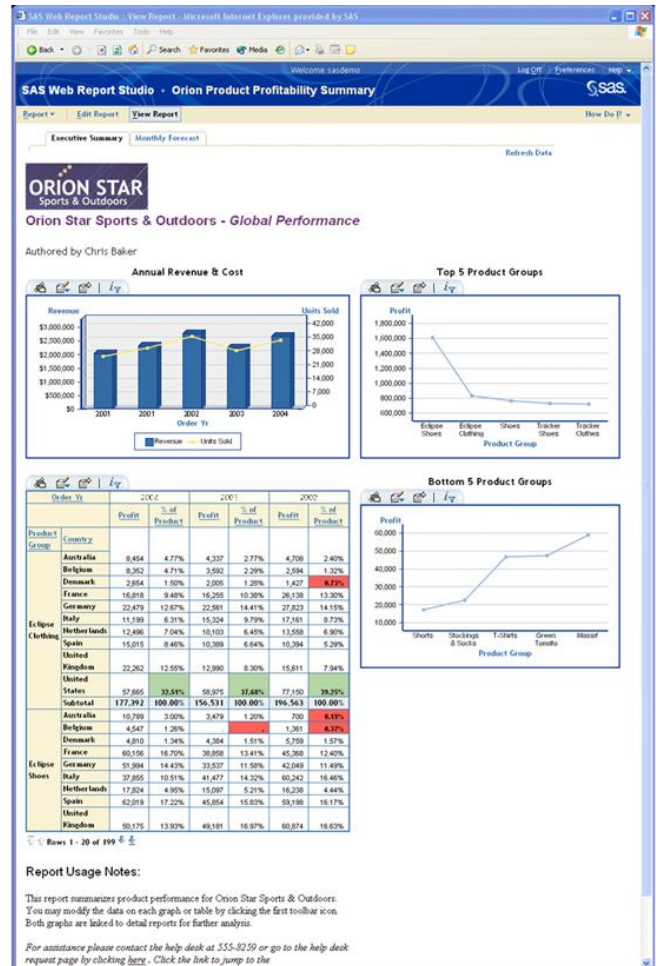 SAS Web Report Studio : View Report - Microsoft Internet Explorer provided by SAS
File Edit View Favorites Tools Help
Back Search Favorites Media
Welcome sasdemo Log Off Preferences Help
SAS Web Report Studio • Orion Product Profitability Summary sas.
Report Edit Report View Report How Do I?
Executive Summary Monthly Forecast
Refresh Data
ORION STAR
Sports & Outdoors
Orion Star Sports & Outdoors - Global Performance
Authored by Chris Baker
Annual Revenue & Cost
Revenue Units Sold
$3,000,000 42,000
$2,500,000 35,000
$2,000,000 28,000
$1,500,000 21,000
$1,000,000 14,000
$500,000 7,000
$0 0
2001 2001 2002 2003 2004
Order Yr
Revenue Units Sold
Top 5 Product Groups
Profit
1,800,000
1,600,000
1,400,000
1,200,000
1,000,000
800,000
600,000
Eclipse Eclipse Shoes Tracker Tracker
Shoes Clothing Shoes Clothes
Product Group
Order Yr 2002
Profit % of Product Profit % of Product Profit % of Product
Product Group Country
Eclipse Clothing
Australia 8,454 4.77% 4,337 2.77% 4,708 2.40%
Belgium 8,352 4.71% 3,592 2.29% 2,594 1.32%
Denmark 2,654 1.50% 2,005 1.28% 1,427 0.73%
France 16,818 9.48% 16,255 10.38% 26,138 13.30%
Germany 22,479 12.67% 22,561 14.41% 27,823 14.15%
Italy 11,199 6.31% 15,324 9.79% 17,161 8.73%
Netherlands 12,496 7.04% 10,103 6.45% 13,558 6.90%
Spain 15,015 8.46% 10,389 6.64% 10,394 5.29%
United
Kingdom 22,262 12.55% 12,990 8.30% 15,611 7.94%
United
States 57,665 32.51% 58,975 37.68% 77,150 39.25%
Subtotal 177,392 100.00% 156,531 100.00% 196,563 100.00%
Eclipse Shoes
Australia 10,789 3.00% 3,479 1.20% 700 0.19%
Belgium 4,547 1.26% . 1,361 0.37%
Denmark 4,810 1.34% 4,384 1.51% 5,759 1.57%
France 60,156 16.70% 38,858 13.41% 45,368 12.40%
Germany 51,994 14.43% 33,537 11.58% 42,049 11.49%
Italy 37,855 10.51% 41,477 14.32% 60,242 16.46%
Netherlands 17,824 4.95% 15,097 5.21% 16,238 4.44%
Spain 62,019 17.22% 45,854 15.83% 59,198 16.17%
United
Kingdom 50,175 13.93% 49,181 16.97% 60,874 16.63%
Rows 1 - 20 of 199
Bottom 5 Product Groups
Profit
60,000
50,000
40,000
30,000
20,000
10,000
Shorts Stockings T-Shirts Green Massif
& Socks Tomato
Product Group
Report Usage Notes:
This report summarizes product performance for Orion Star Sports & Outdoors.
You may modify the data on each graph or table by clicking the first toolbar icon.
Both graphs are linked to detail reports for further analysis.
For assistance please contact the help desk at 555-8259 or go to the help desk
request page by clicking here . Click the link to jump to the